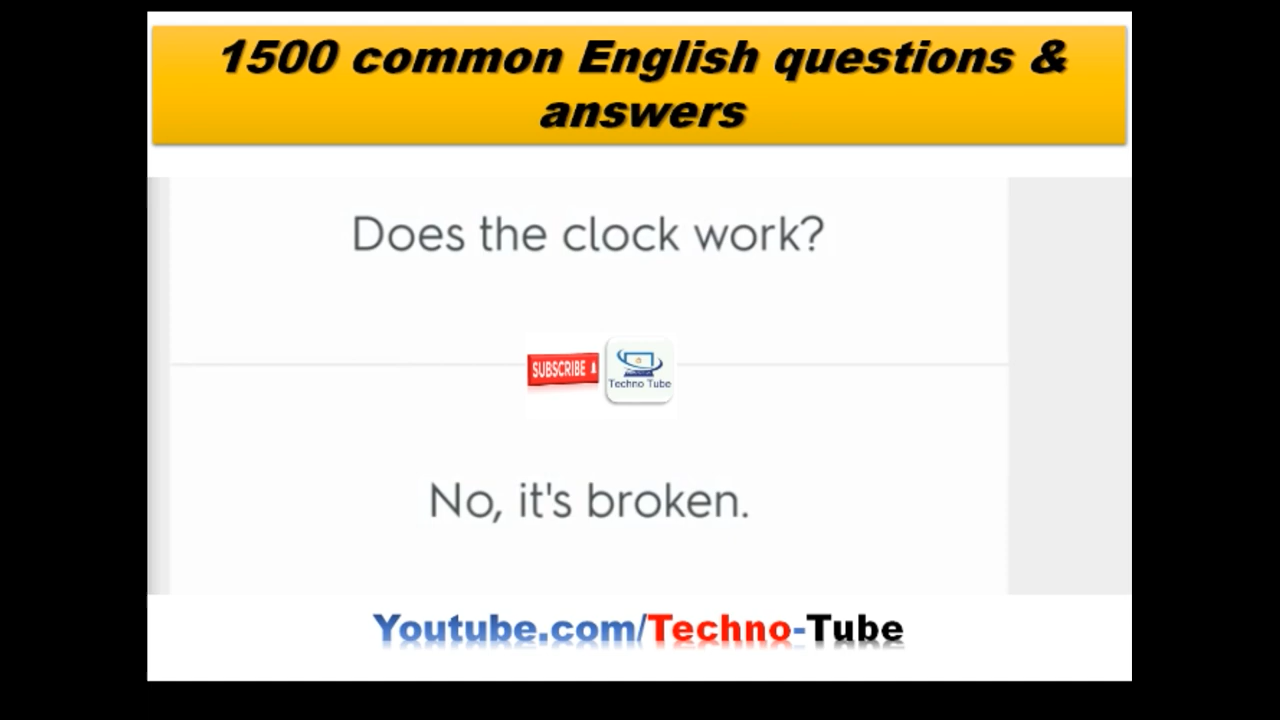 1500 common English questions &
answers
Does the clock work?
SUBSCRIBE
Techno Tube
No, it's broken.
Youtube.com/Techno-Tube